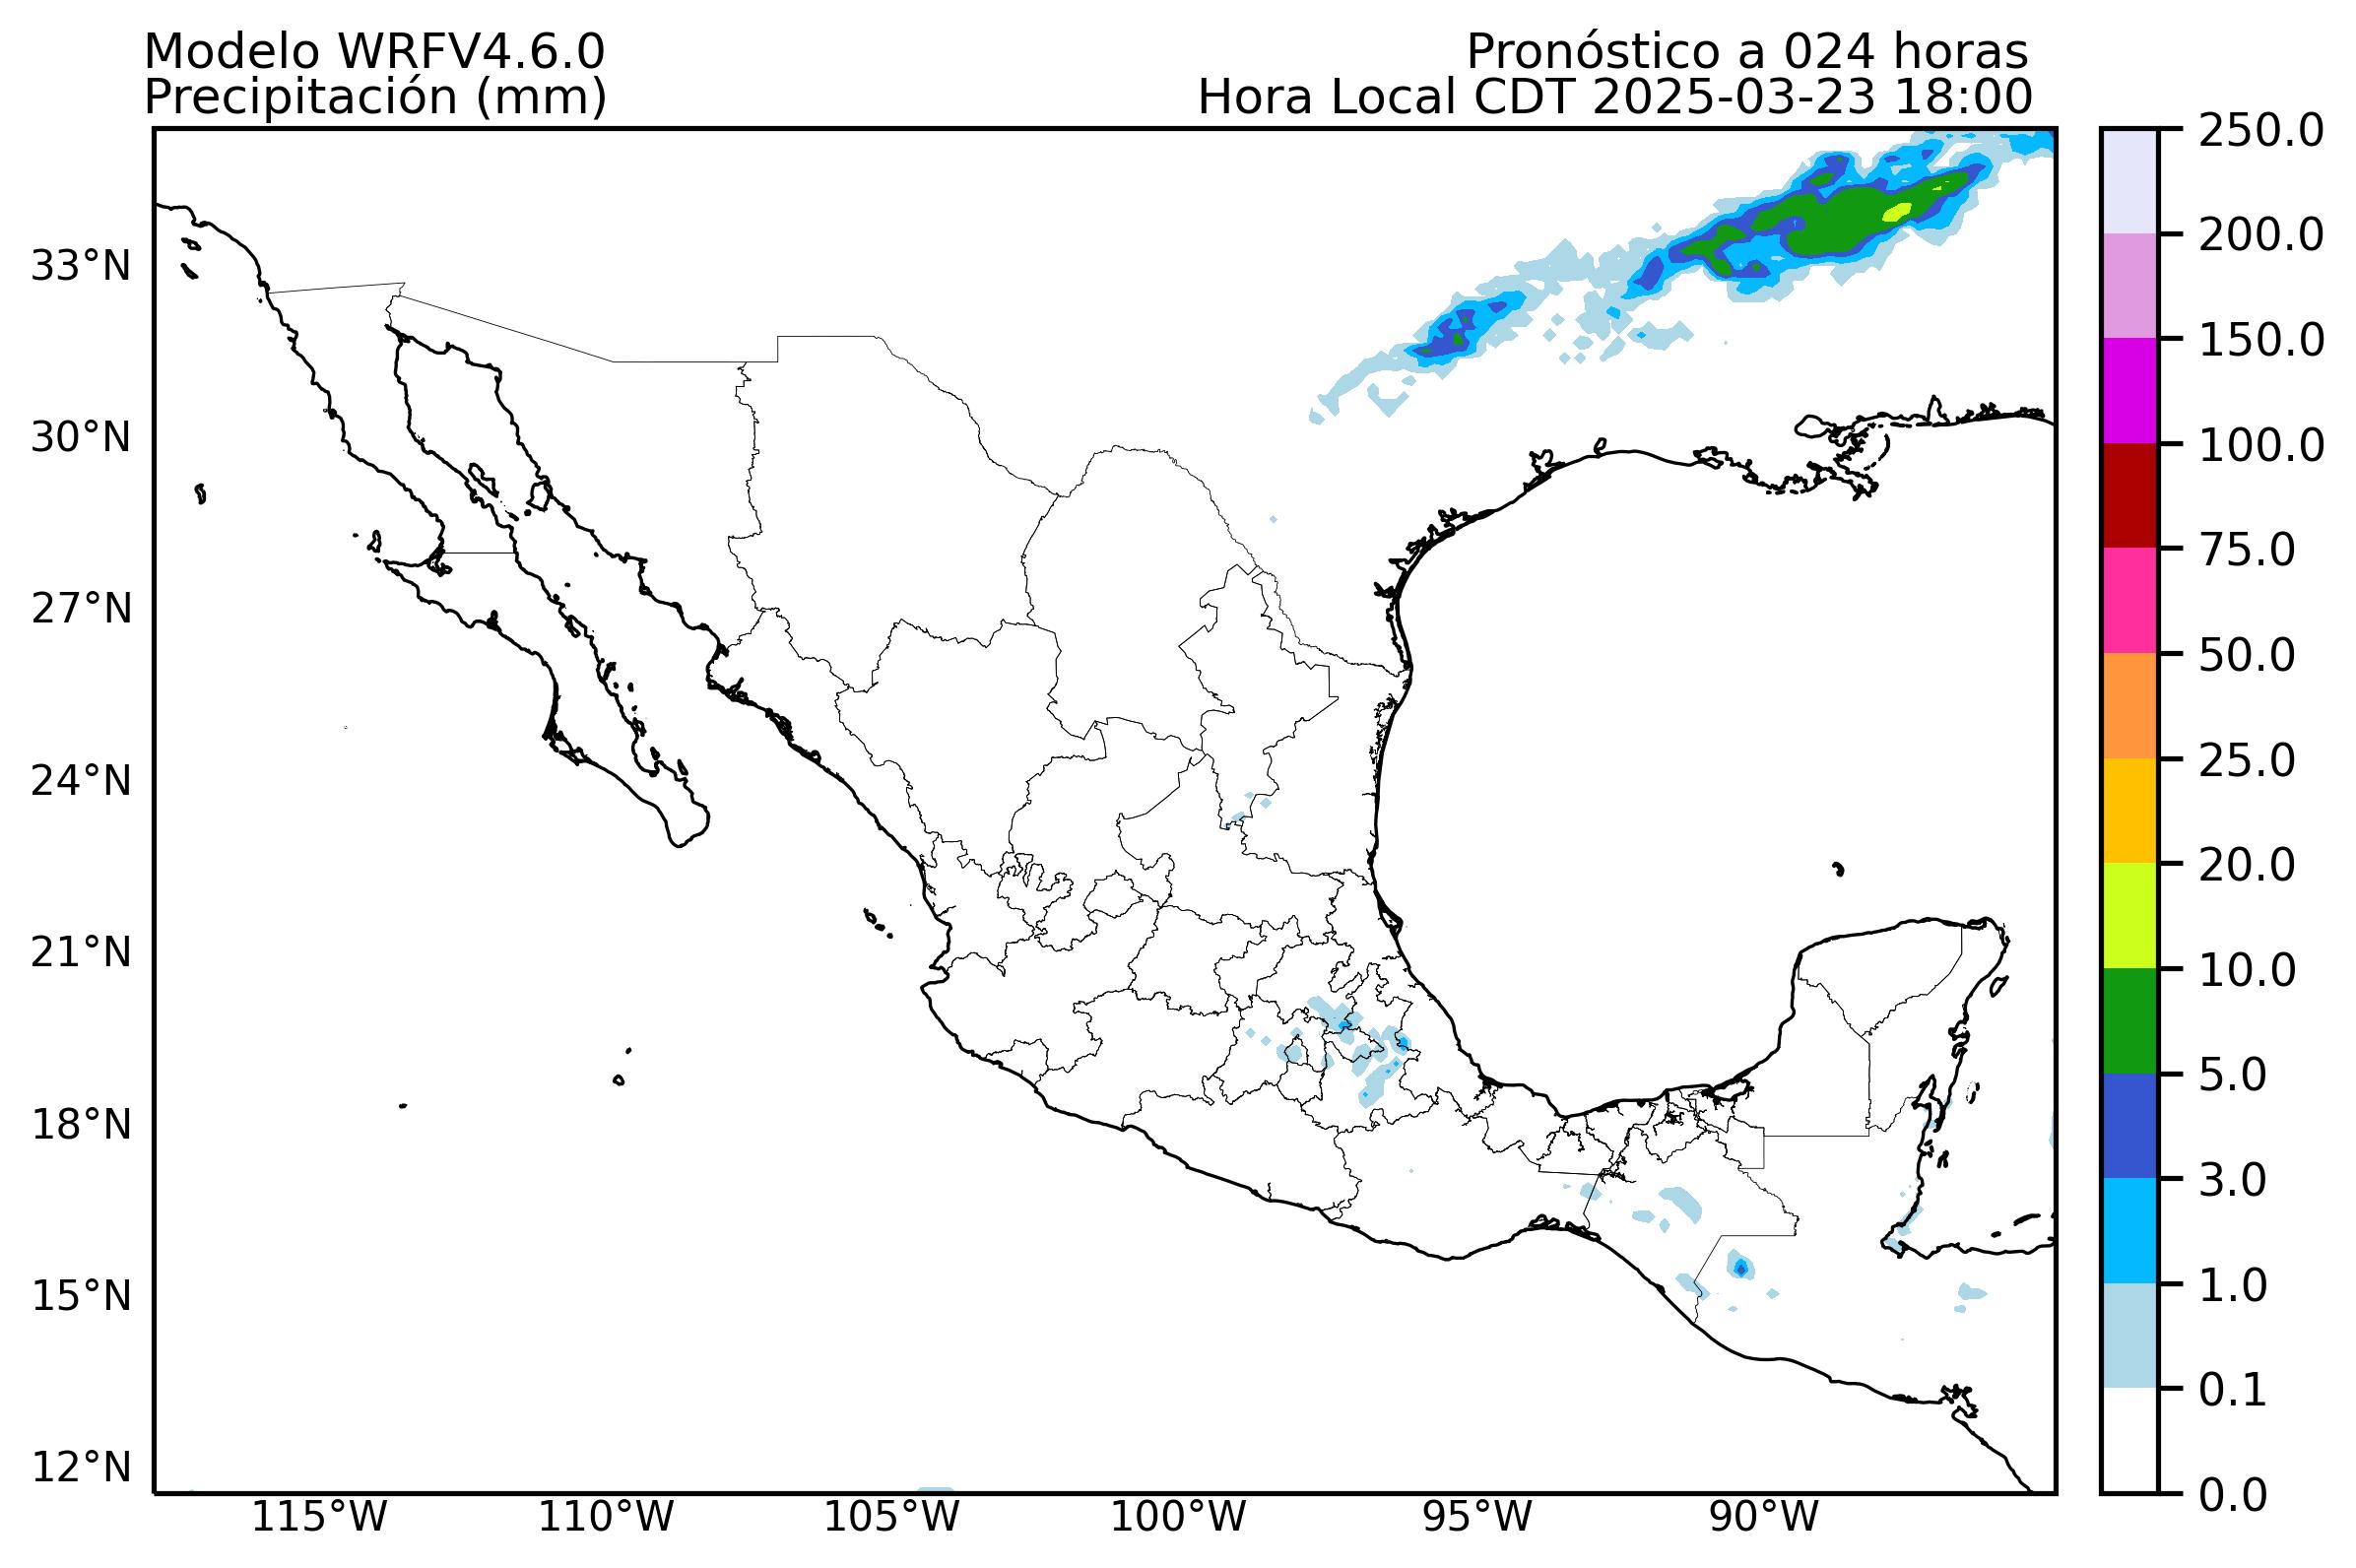 Modelo WRFV4.6.0
Precipitación (mm)
Pronóstico a 024 horas
Hora Local CDT 2025-03-23 18:00
33°N
30°N
27°N
24°N
21°N
18°N
15°N
12°N
115°W
110°W
105°W
100°W
95°W
90°W
250.0
200.0
150.0
100.0
75.0
50.0
25.0
20.0
10.0
5.0
3.0
1.0
0.1
0.0